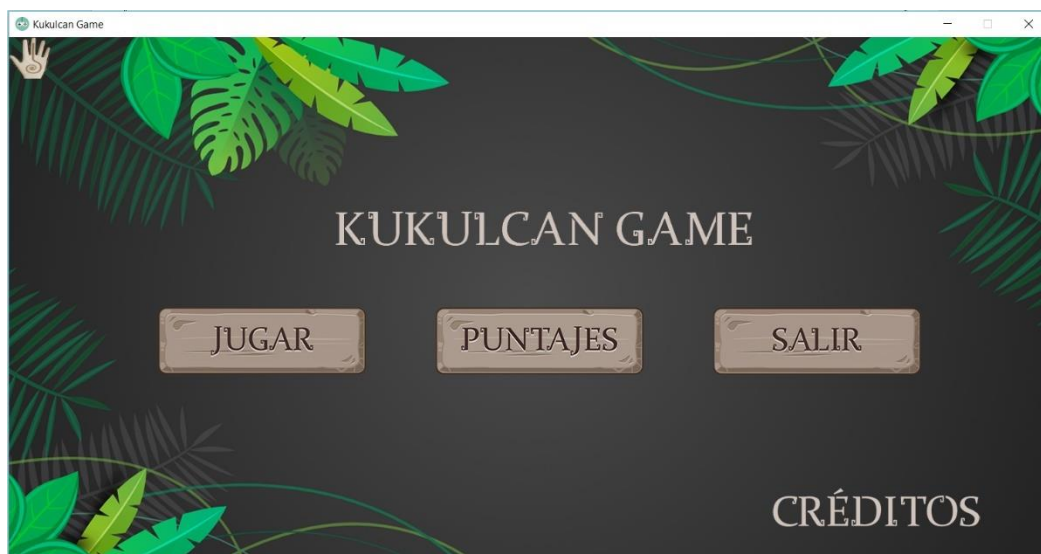 Kukulcan Game
KUKULCAN GAME
JUGAR
PUNTAJES
SALIR
CRÉDITOS